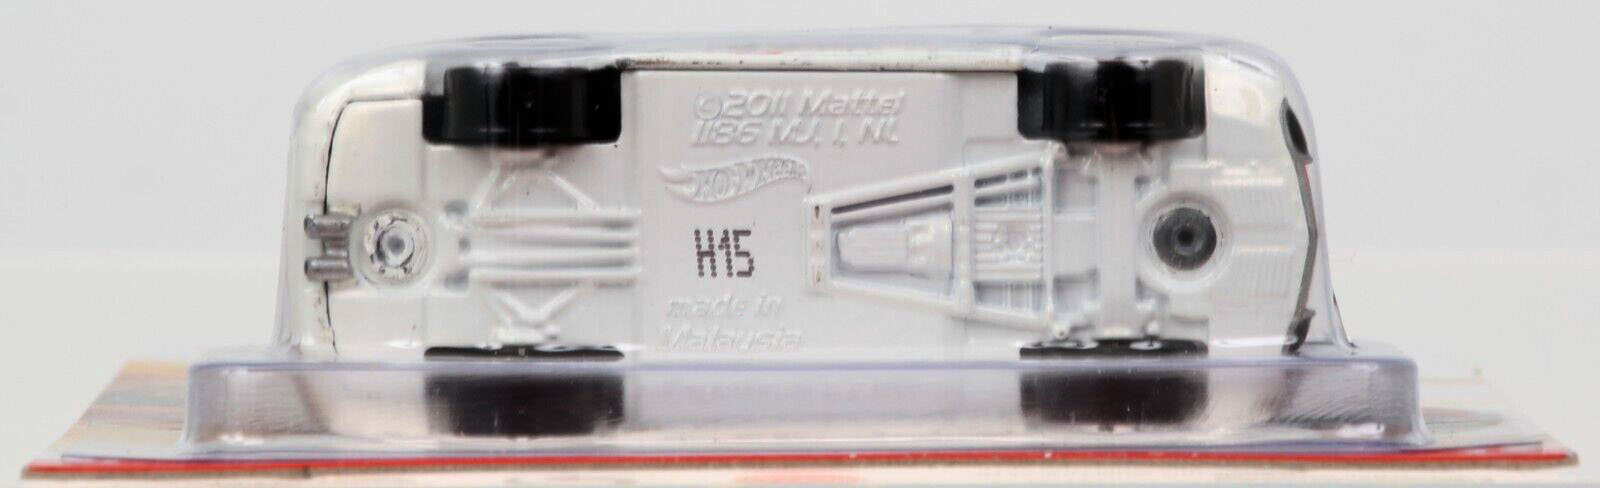 ©2011 Mattel
1186 MJ, 1, NL
Hot Wheels
H15
made in
Malaysia